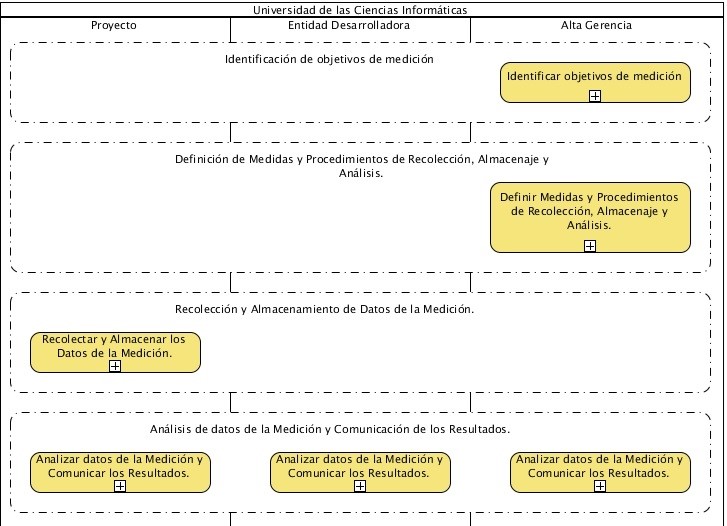 Universidad de las Ciencias Informáticas
Proyecto
Entidad Desarrolladora
Alta Gerencia
Identificación de objetivos de medición
Identificar objetivos de medición
Definición de Medidas y Procedimientos de Recolección, Almacenaje y
Análisis.
Definir Medidas y Procedimientos
de Recolección, Almacenaje y
Análisis.
Recolección y Almacenamiento de Datos de la Medición.
Recolectar y Almacenar los
Datos de la Medición.
Análisis de datos de la Medición y Comunicación de los Resultados.
Analizar datos de la Medición y
Comunicar los Resultados.
Analizar datos de la Medición y
Comunicar los Resultados.
Analizar datos de la Medición y
Comunicar los Resultados.